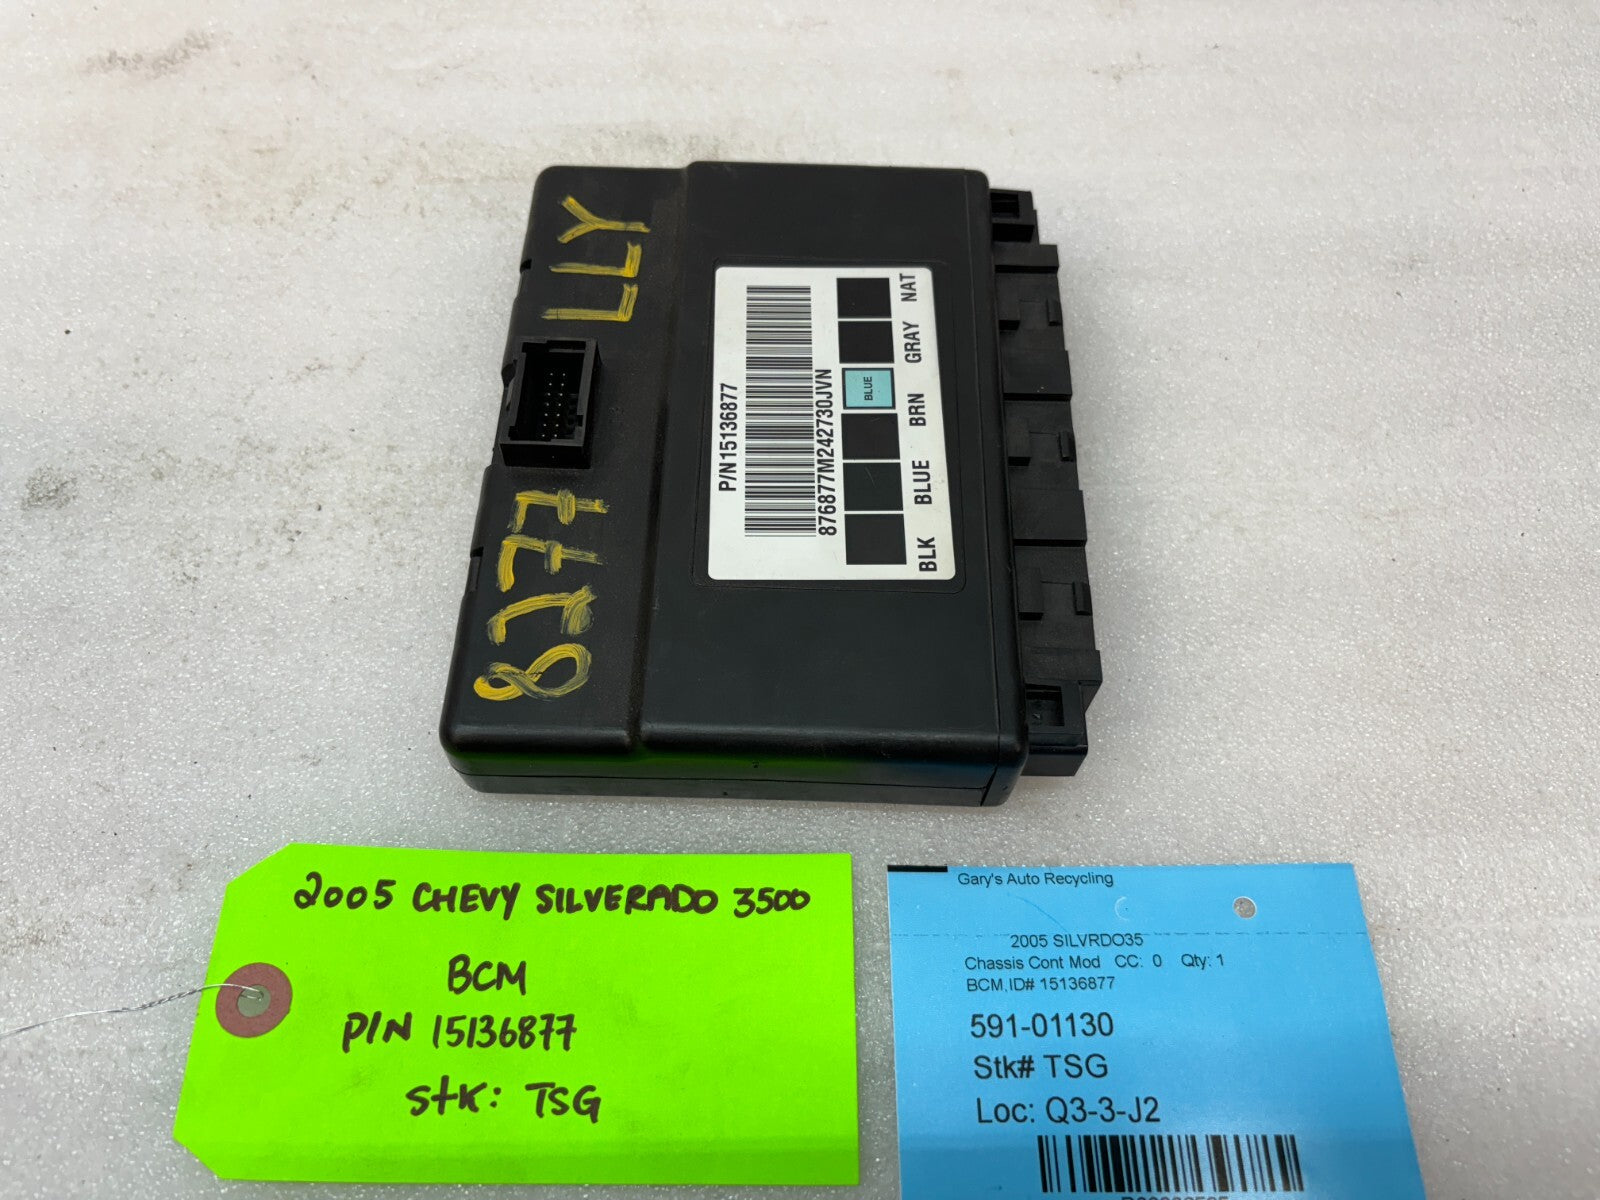 LLY
8277
P/N15136877
876877M242730JVN
BLUE
BLK BLUE BRN GRAY NAT
2005 CHEVY SILVERADO 3500
BCM
P/N 15136877
Stk: TSG
Gary's Auto Recycling
2005 SILVRDO35
Chassis Cont Mod CC: 0 Qty: 1
BCM,ID# 15136877
591-01130
Stk# TSG
Loc: Q3-3-J2